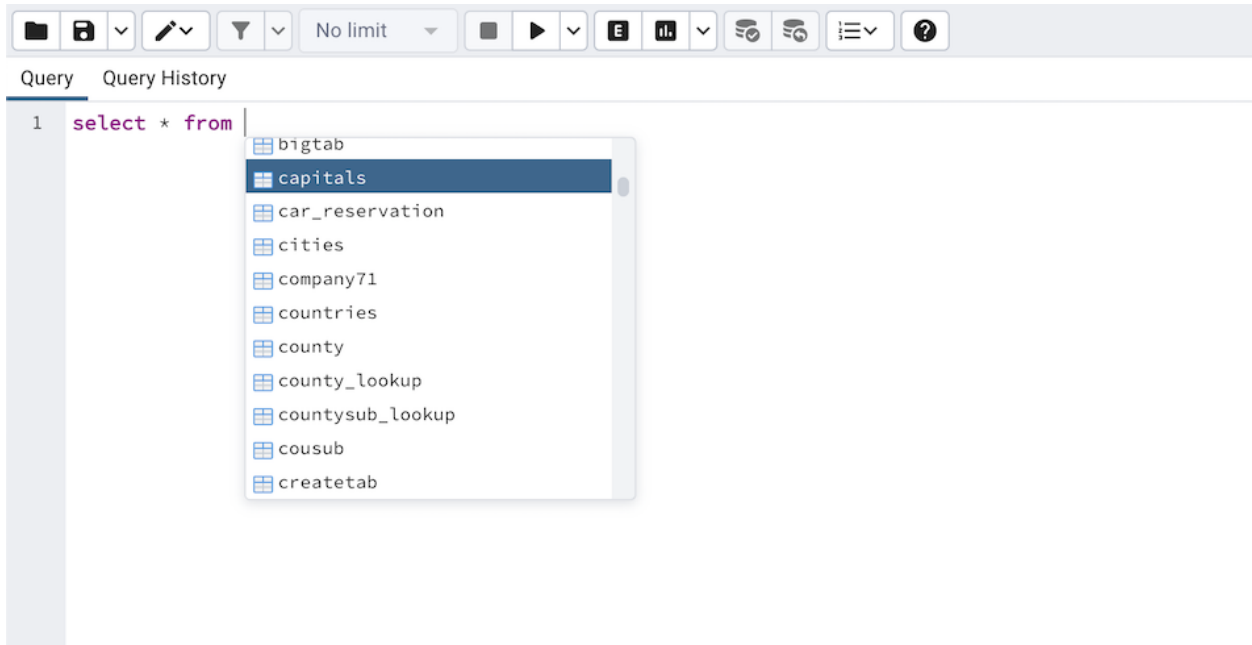 No limit
E
Query Query History
1 select * from
bigtab
capitals
car_reservation
cities
company71
countries
county
county_lookup
countysub_lookup
cousub
createtab